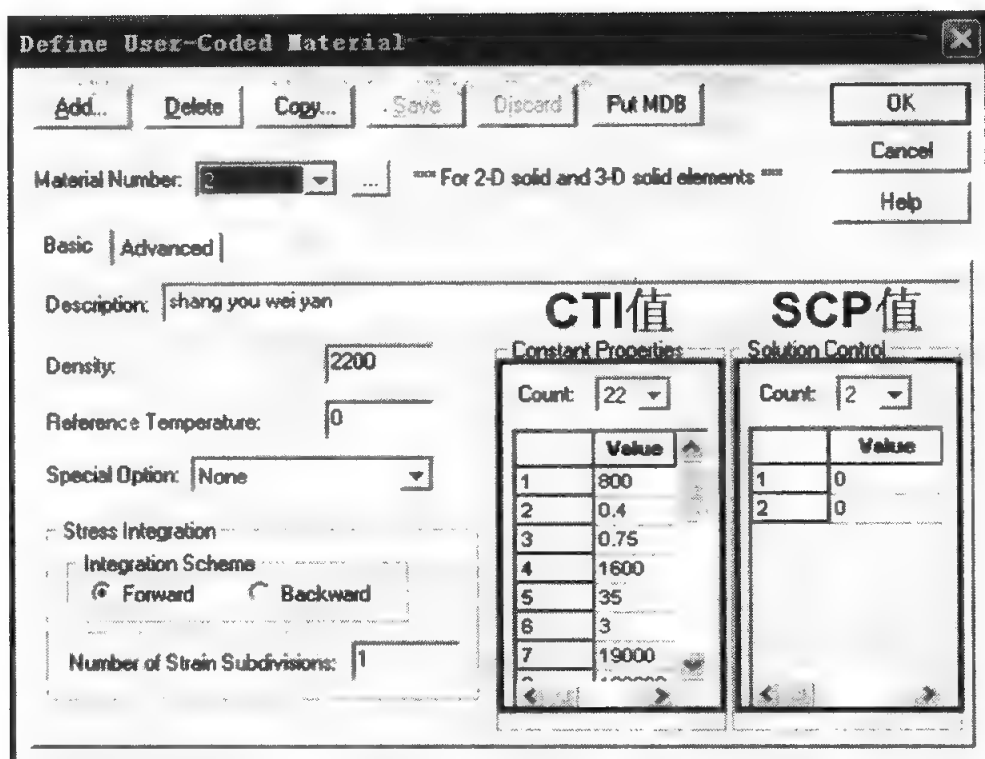 Define User-Coded Material
Add... Delete Copy... Save Discard Put MDB OK
Cancel
Material Number: 2 ... *** For 2-D solid and 3-D solid elements ***
Help
Basic Advanced
Description: shang you wei yan
CTI值 SCP值
Density: 2200
Constant Properties Solution Control
Count: 22 Count: 2
Reference Temperature: 0
Value Value
Special Option: None
1 800 1 0
2 0.4 2 0
3 0.75
Stress Integration
Integration Scheme
4 1600
Forward Backward
5 35
6 3
Number of Strain Subdivisions: 1
7 19000